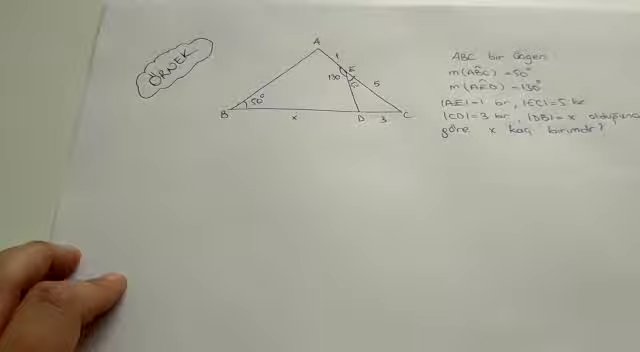 ÖRNEK
A
1
E
130
5
50°
B
x
D
3
C
ABC bir üçgen
m(ABC) = 50°
m(AED) = 130°
|AE| = 1 br, |EC| = 5 br
|CD| = 3 br, |DB| = x olduğuna
göre x kaç birimdir?